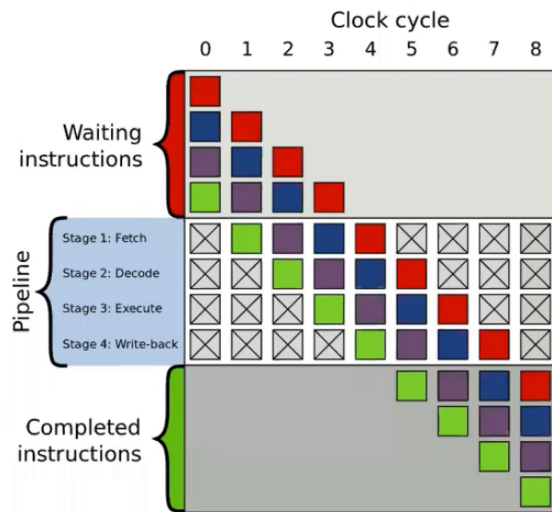 Clock cycle
0 1 2 3 4 5 6 7 8
Waiting
instructions
Pipeline
Stage 1: Fetch
Stage 2: Decode
Stage 3: Execute
Stage 4: Write-back
Completed
instructions